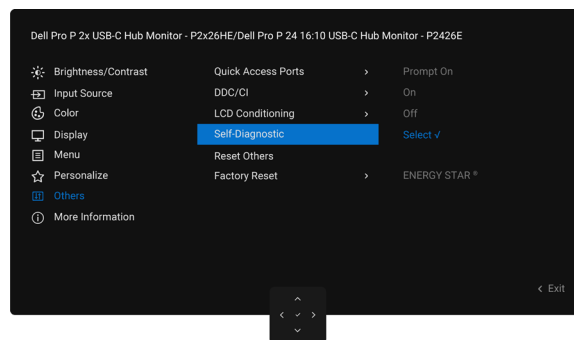 Dell Pro P 2x USB-C Hub Monitor - P2x26HE/Dell Pro P 24 16:10 USB-C Hub Monitor - P2426E
Brightness/Contrast Quick Access Ports > Prompt On
Input Source DDC/CI > On
Color LCD Conditioning > Off
Display Self-Diagnostic Select √
Menu Reset Others
Personalize Factory Reset > ENERGY STAR ®
Others
More Information
< Exit